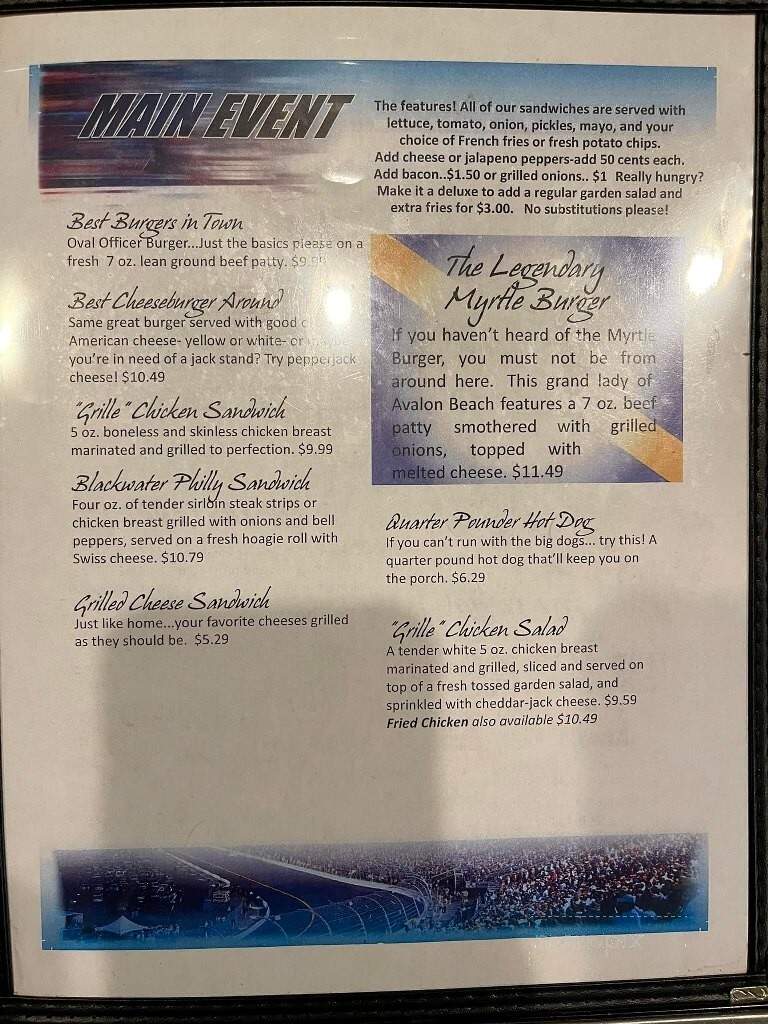 MAIN EVENT
The features! All of our sandwiches are served with
lettuce, tomato, onion, pickles, mayo, and your
choice of French fries or fresh potato chips.
Add cheese or jalapeno peppers-add 50 cents each.
Add bacon..$1.50 or grilled onions.. $1 Really hungry?
Make it a deluxe to add a regular garden salad and
extra fries for $3.00. No substitutions please!
Best Burgers in Town
Oval Officer Burger...Just the basics please on a
fresh 7 oz. lean ground beef patty.
Best Cheeseburger Around
Same great burger served with good
American cheese- yellow or white- or
you're in need of a jack stand? Try pepperjack
cheese! $10.49
"Grille" Chicken Sandwich
5 oz. boneless and skinless chicken breast
marinated and grilled to perfection. $9.99
Blackwater Philly Sandwich
Four oz. of tender sirloin steak strips or
chicken breast grilled with onions and bell
peppers, served on a fresh hoagie roll with
Swiss cheese. $10.79
Grilled Cheese Sandwich
Just like home...your favorite cheeses grilled
as they should be. $5.29
The Legendary
Myrtle Burger
If you haven't heard of the Myrtle
Burger, you must not be from
around here. This grand lady of
Avalon Beach features a 7 oz. beef
patty smothered with grilled
onions, topped with
melted cheese. $11.49
Quarter Pounder Hot Dog
If you can't run with the big dogs... try this! A
quarter pound hot dog that'll keep you on
the porch. $6.29
"Grille" Chicken Salad
A tender white 5 oz. chicken breast
marinated and grilled, sliced and served on
top of a fresh tossed garden salad, and
sprinkled with cheddar-jack cheese. $9.59
Fried Chicken also available $10.49